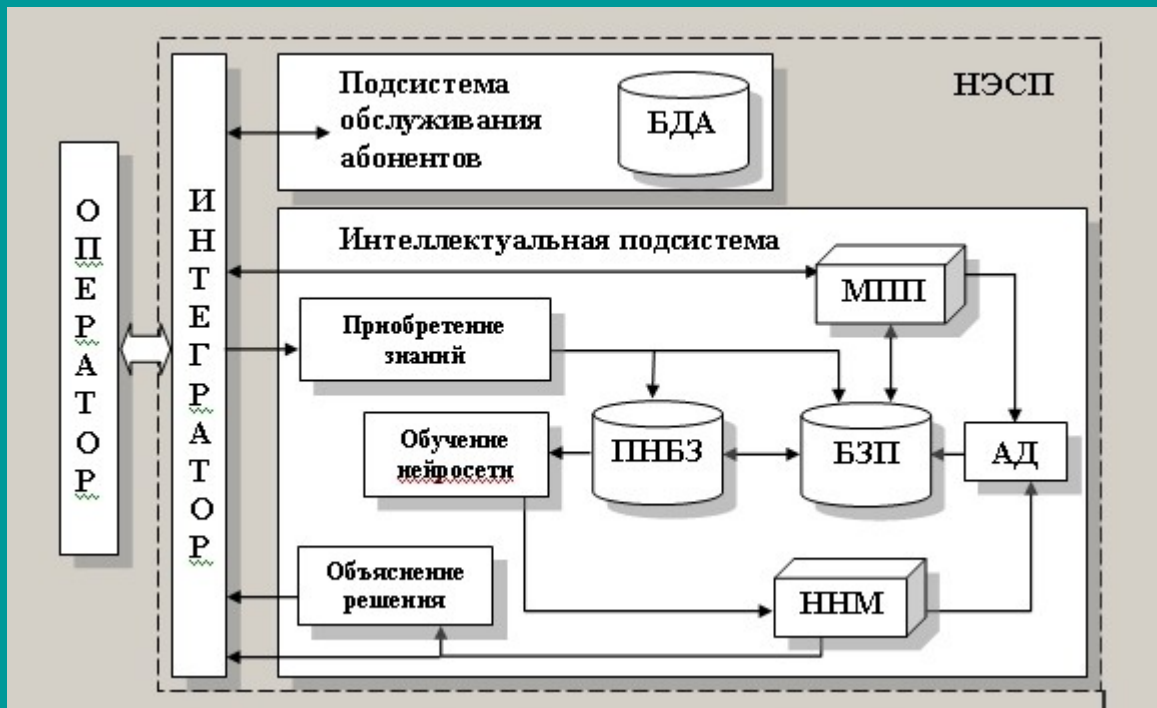 НЭСП
ОПЕРАТОР
ИНТЕГРАТОР
Подсистема
обслуживания
абонентов
БДА
Интеллектуальная подсистема
МПП
Приобретение
знаний
Обучение
нейросети
ПНБЗ
БЗП
АД
Объяснение
решения
ННМ